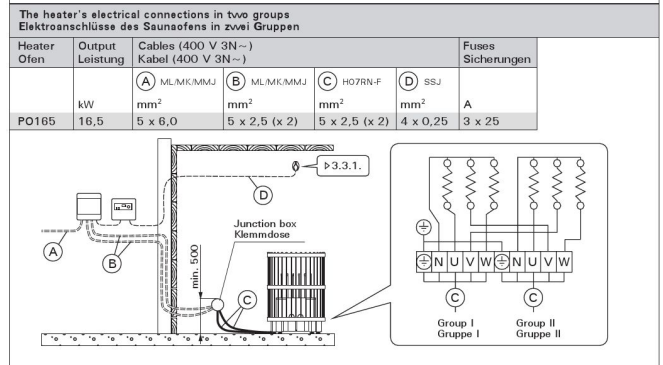 The heater's electrical connections in two groups
Elektroanschlüsse des Saunaofens in zwei Gruppen
Heater Output Cables (400 V 3N~) Fuses
Ofen Leistung Kabel (400 V 3N~) Sicherungen
A ML/MK/MMJ B ML/MK/MMJ C H07RN-F D SSJ
kW mm² mm² mm² mm² A
PO165 16,5 5 x 6,0 5 x 2,5 (x 2) 5 x 2,5 (x 2) 4 x 0,25 3 x 25
▷3.3.1.
D
A
B
Junction box
Klemmdose
min. 500
C
N U V W N U V W
C C
Group I Group II
Gruppe I Gruppe II